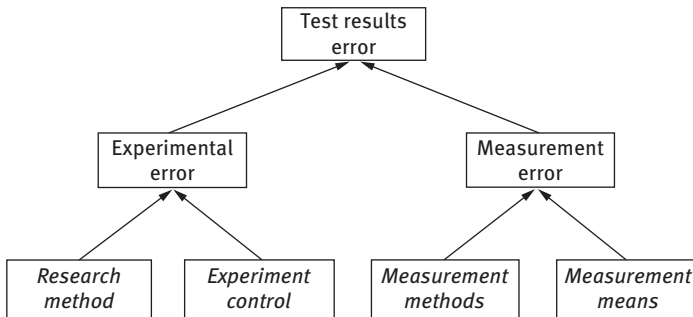 Test results
error
Experimental
error
Measurement
error
Research
method
Experiment
control
Measurement
methods
Measurement
means